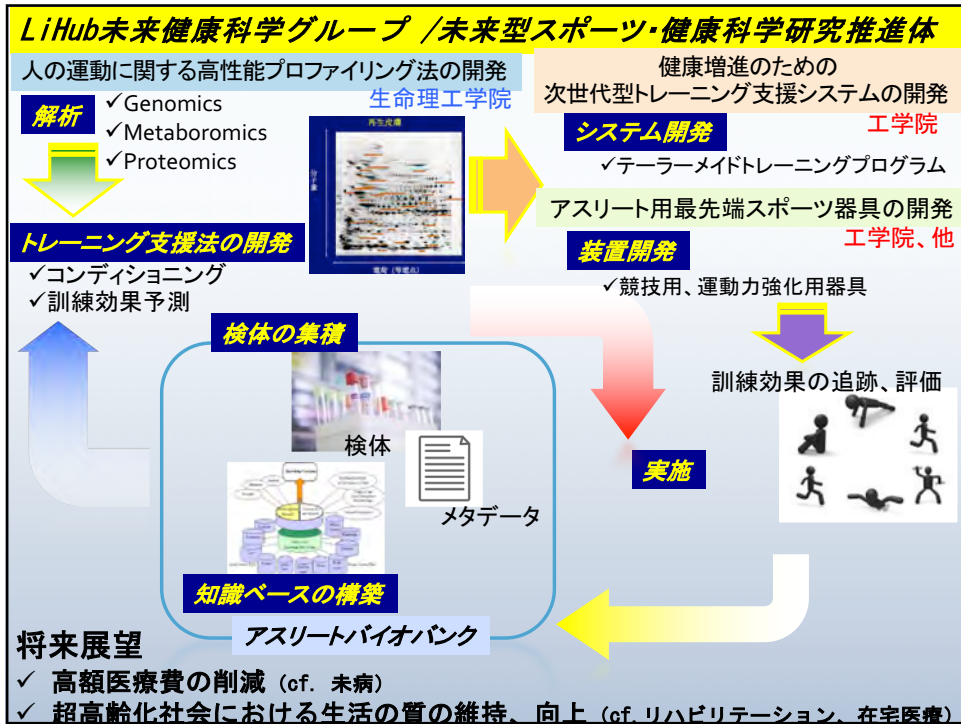 LiHub未来健康科学グループ /未来型スポーツ・健康科学研究推進体
人の運動に関する高性能プロファイリング法の開発
生命理工学院
解析
✓Genomics
✓Metaboromics
✓Proteomics
再生皮膚
分子量
電荷（等電点）
健康増進のための
次世代型トレーニング支援システムの開発
工学院
システム開発
✓テーラーメイドトレーニングプログラム
アスリート用最先端スポーツ器具の開発
工学院、他
装置開発
✓競技用、運動力強化用器具
トレーニング支援法の開発
✓コンディショニング
✓訓練効果予測
訓練効果の追跡、評価
実施
検体の集積
検体
メタデータ
知識ベースの構築
アスリートバイオバンク
将来展望
✓ 高額医療費の削減 (cf. 未病)
✓ 超高齢化社会における生活の質の維持、向上 (cf.リハビリテーション、在宅医療)